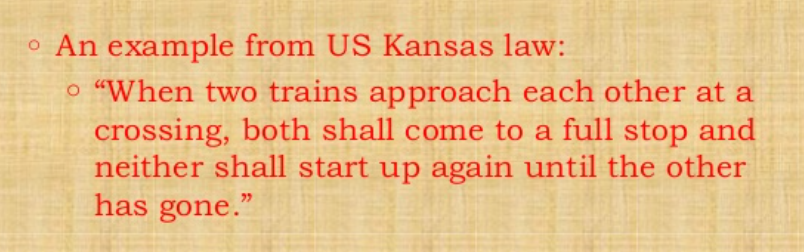 An example from US Kansas law:
“When two trains approach each other at a
crossing, both shall come to a full stop and
neither shall start up again until the other
has gone.”